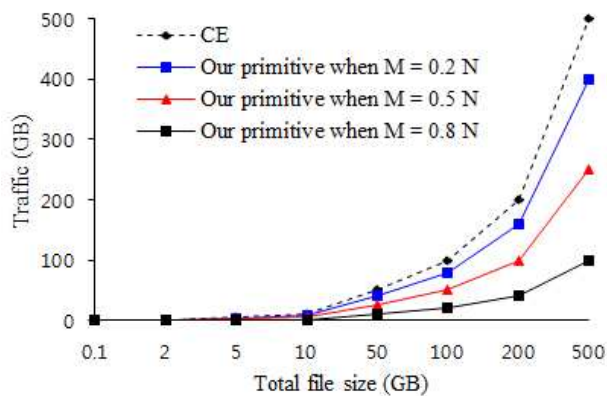 500
400
300
200
100
0
Traffic (GB)
CE
Our primitive when M = 0.2 N
Our primitive when M = 0.5 N
Our primitive when M = 0.8 N
0.1 2 5 10 50 100 200 500
Total file size (GB)